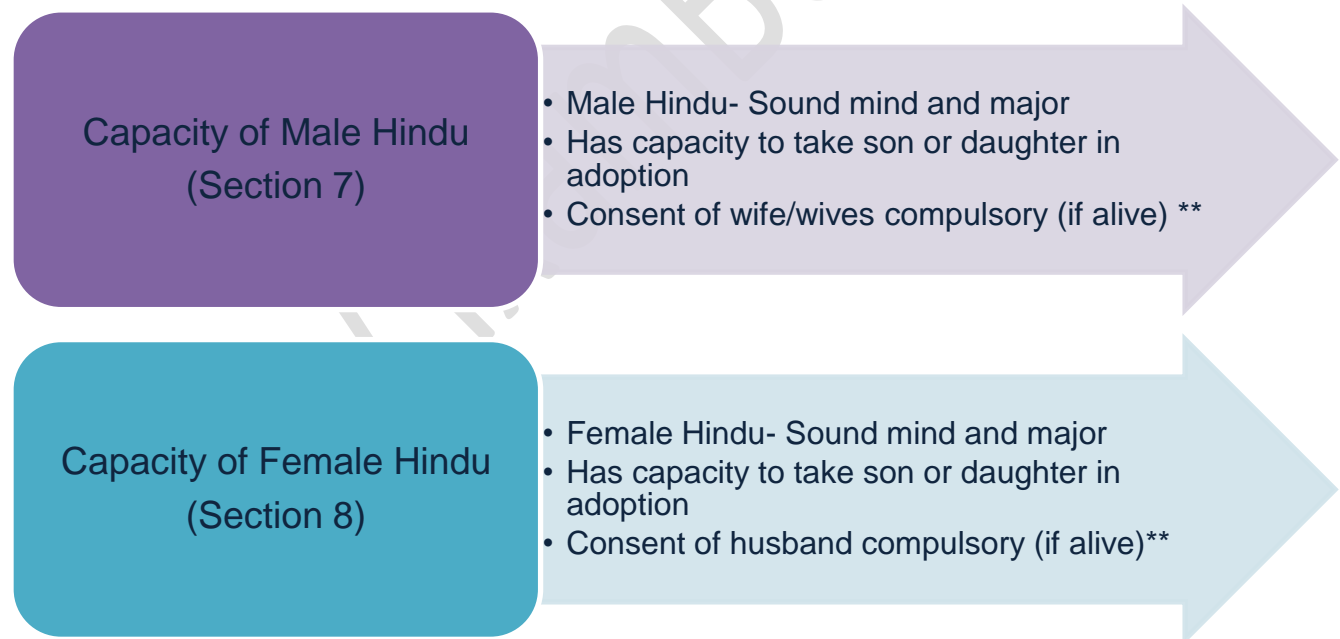 Capacity of Male Hindu
(Section 7)
• Male Hindu- Sound mind and major
• Has capacity to take son or daughter in
adoption
• Consent of wife/wives compulsory (if alive) **
Capacity of Female Hindu
(Section 8)
• Female Hindu- Sound mind and major
• Has capacity to take son or daughter in
adoption
• Consent of husband compulsory (if alive)**